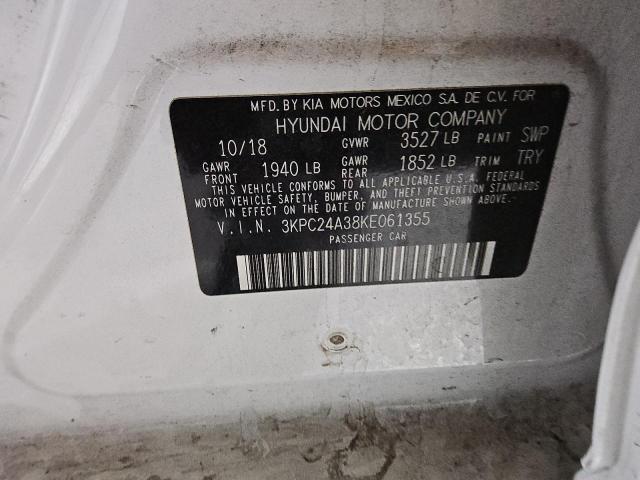 MFD. BY KIA MOTORS MEXICO S.A. DE C.V. FOR
HYUNDAI MOTOR COMPANY
10/18 GVWR 3527 LB PAINT SWP
GAWR FRONT 1940 LB GAWR REAR 1852 LB TRIM TRY
THIS VEHICLE CONFORMS TO ALL APPLICABLE U.S.A. FEDERAL
MOTOR VEHICLE SAFETY, BUMPER, AND THEFT PREVENTION STANDARDS
IN EFFECT ON THE DATE OF MANUFACTURE SHOWN ABOVE.
V.I.N. 3KPC24A38KE061355
PASSENGER CAR